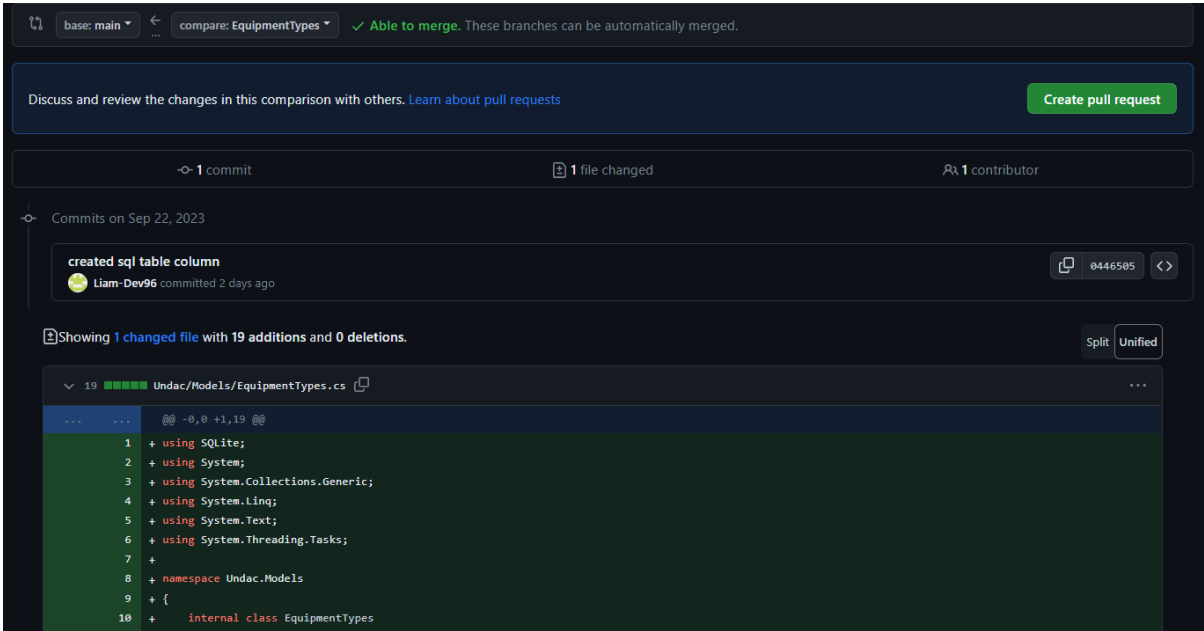 base: main compare: EquipmentTypes Able to merge. These branches can be automatically merged.
Discuss and review the changes in this comparison with others. Learn about pull requests Create pull request
1 commit 1 file changed 1 contributor
Commits on Sep 22, 2023
created sql table column
Liam-Dev96 committed 2 days ago 0446505
Showing 1 changed file with 19 additions and 0 deletions. Split Unified
19 Undac/Models/EquipmentTypes.cs ...
... ... @@ -0,0 +1,19 @@
1 + using SQLite;
2 + using System;
3 + using System.Collections.Generic;
4 + using System.Linq;
5 + using System.Text;
6 + using System.Threading.Tasks;
7 +
8 + namespace Undac.Models
9 + {
10 + internal class EquipmentTypes